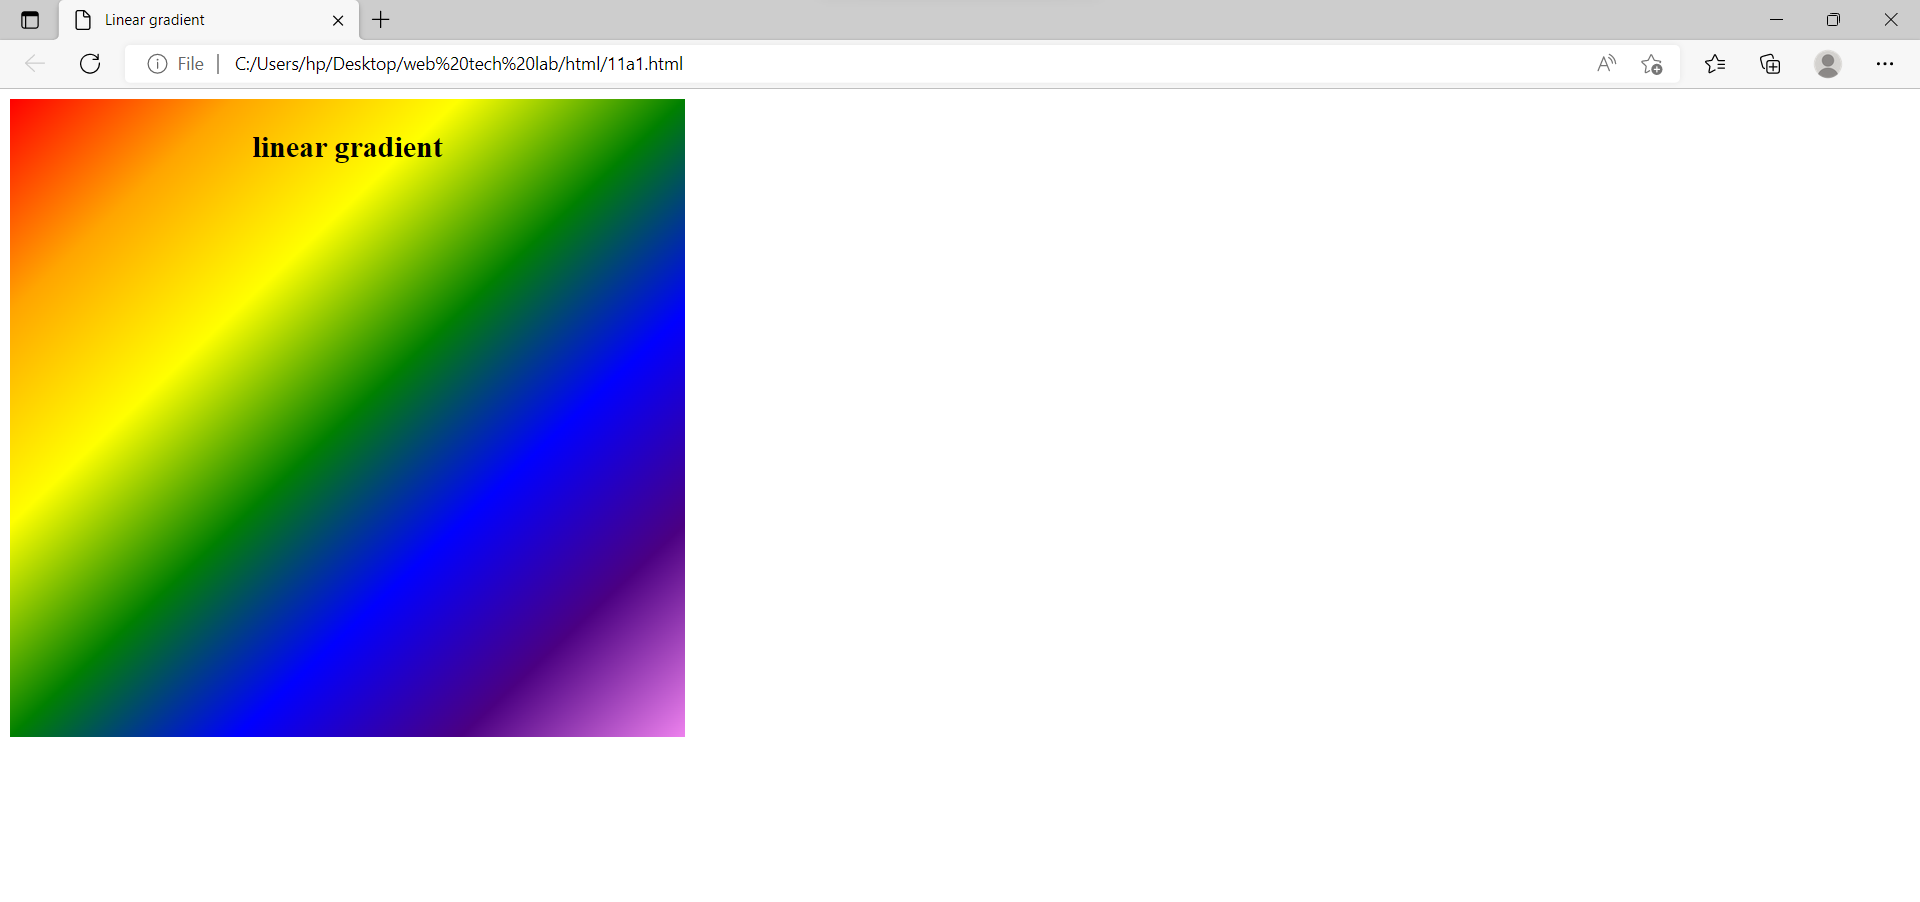 Linear gradient
File C:/Users/hp/Desktop/web%20tech%20lab/html/11a1.html
linear gradient